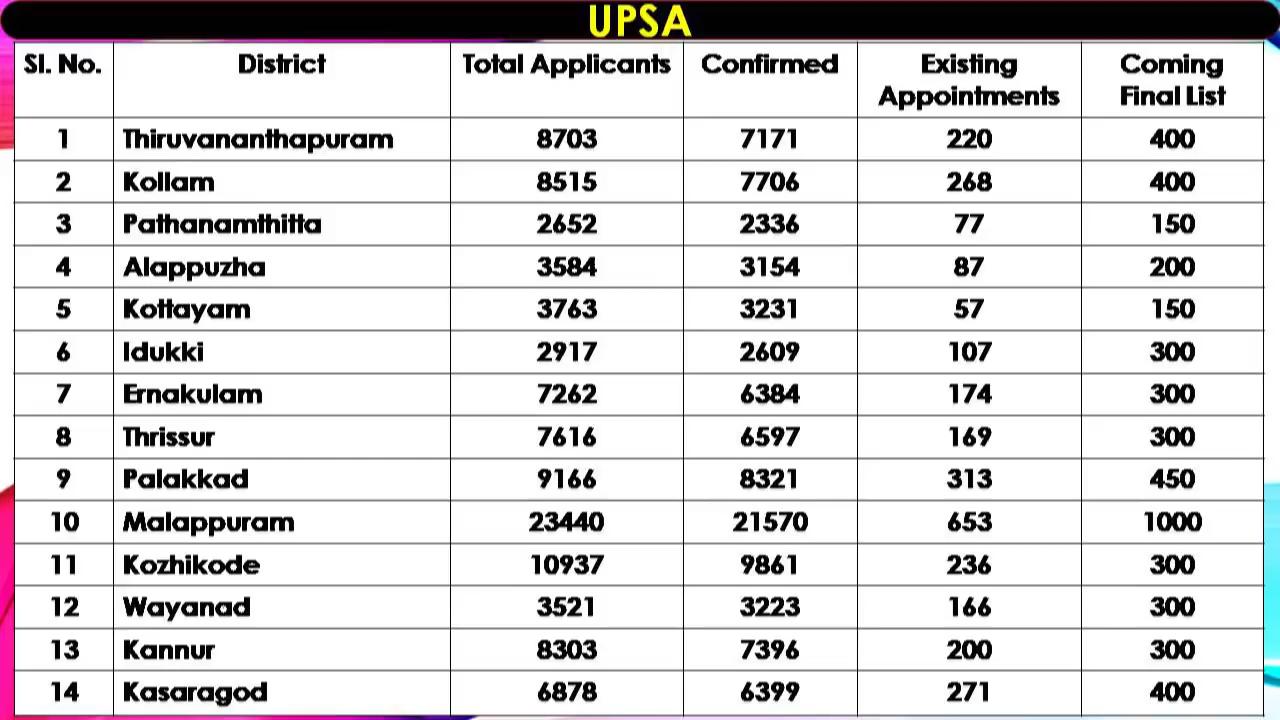 UPSA
Sl. No. District Total Applicants Confirmed Existing Appointments Coming Final List
1 Thiruvananthapuram 8703 7171 220 400
2 Kollam 8515 7706 268 400
3 Pathanamthitta 2652 2336 77 150
4 Alappuzha 3584 3154 87 200
5 Kottayam 3763 3231 57 150
6 Idukki 2917 2609 107 300
7 Ernakulam 7262 6384 174 300
8 Thrissur 7616 6597 169 300
9 Palakkad 9166 8321 313 450
10 Malappuram 23440 21570 653 1000
11 Kozhikode 10937 9861 236 300
12 Wayanad 3521 3223 166 300
13 Kannur 8303 7396 200 300
14 Kasaragod 6878 6399 271 400